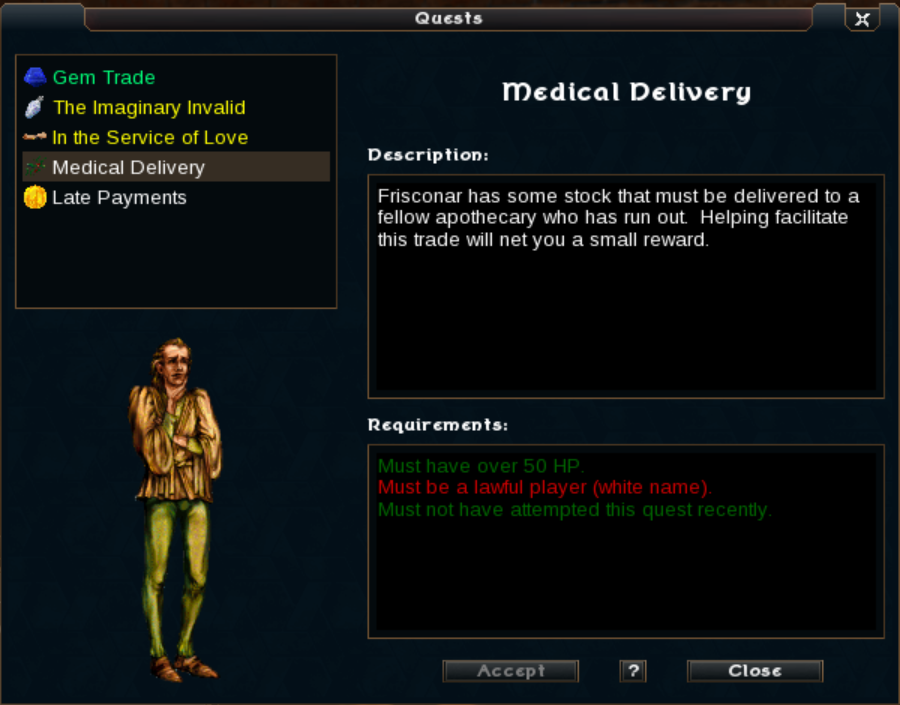 Quests
Gem Trade
The Imaginary Invalid
In the Service of Love
Medical Delivery
Late Payments
Medical Delivery
Description:
Frisconar has some stock that must be delivered to a
fellow apothecary who has run out.  Helping facilitate
this trade will net you a small reward.
Requirements:
Must have over 50 HP.
Must be a lawful player (white name).
Must not have attempted this quest recently.
Accept
?
Close